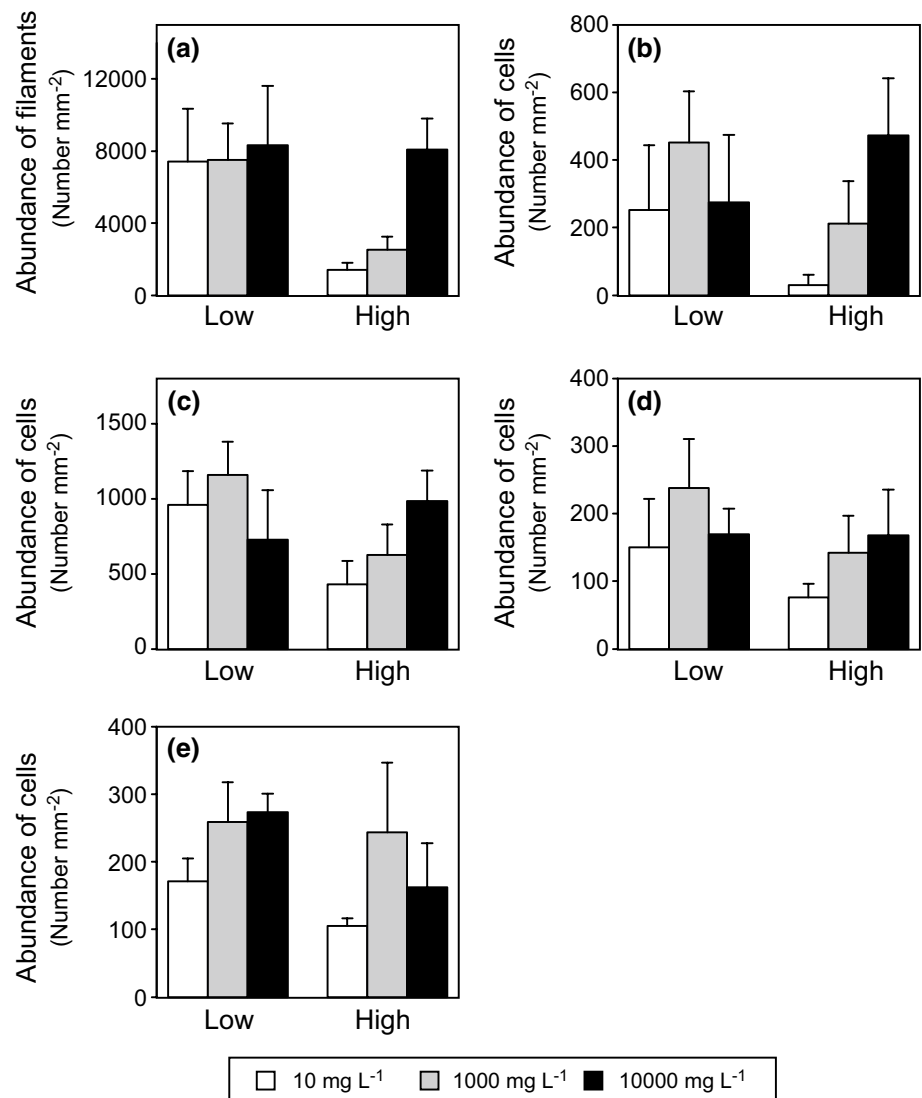 (a)
Abundance of filaments
(Number mm-2)
12000
8000
4000
0
Low High
(b)
Abundance of cells
(Number mm-2)
800
600
400
200
0
Low High
(c)
Abundance of cells
(Number mm-2)
1500
1000
500
0
Low High
(d)
Abundance of cells
(Number mm-2)
400
300
200
100
0
Low High
(e)
Abundance of cells
(Number mm-2)
400
300
200
100
0
Low High
10 mg L-1 1000 mg L-1 10000 mg L-1